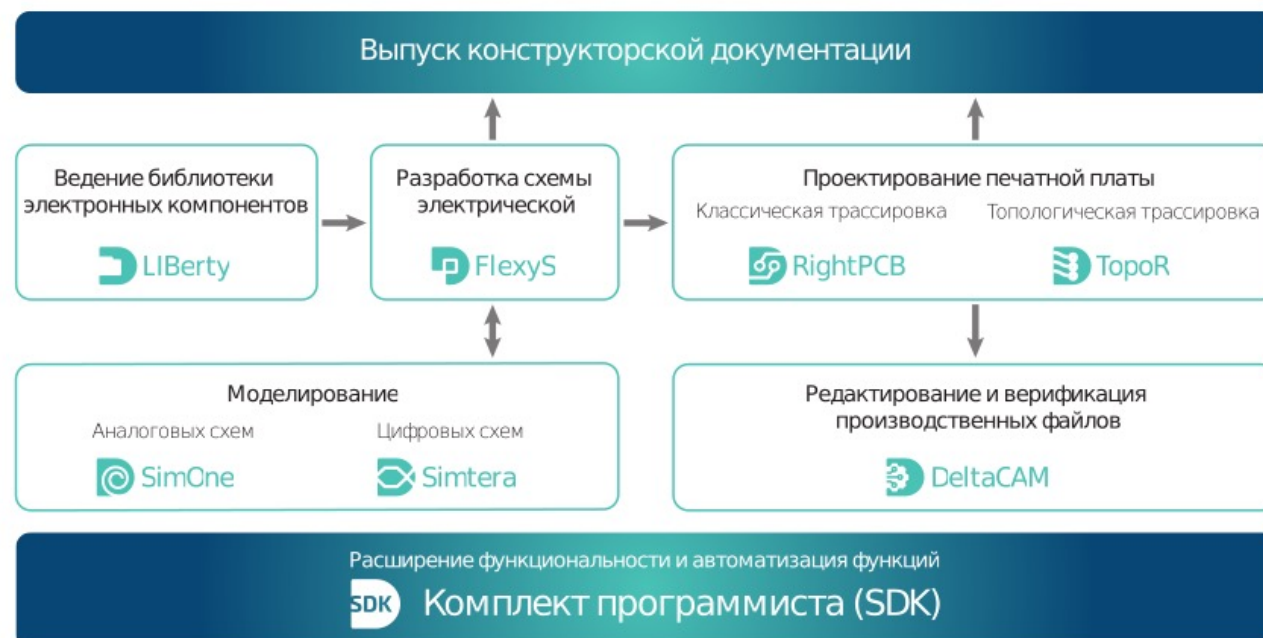 Выпуск конструкторской документации
Ведение библиотеки
электронных компонентов
LIBerty
Разработка схемы
электрической
FlexyS
Проектирование печатной платы
Классическая трассировка
Топологическая трассировка
RightPCB
TopoR
Моделирование
Аналоговых схем
Цифровых схем
SimOne
Simtera
Редактирование и верификация
производственных файлов
DeltaCAM
Расширение функциональности и автоматизация функций
SDK Комплект программиста (SDK)